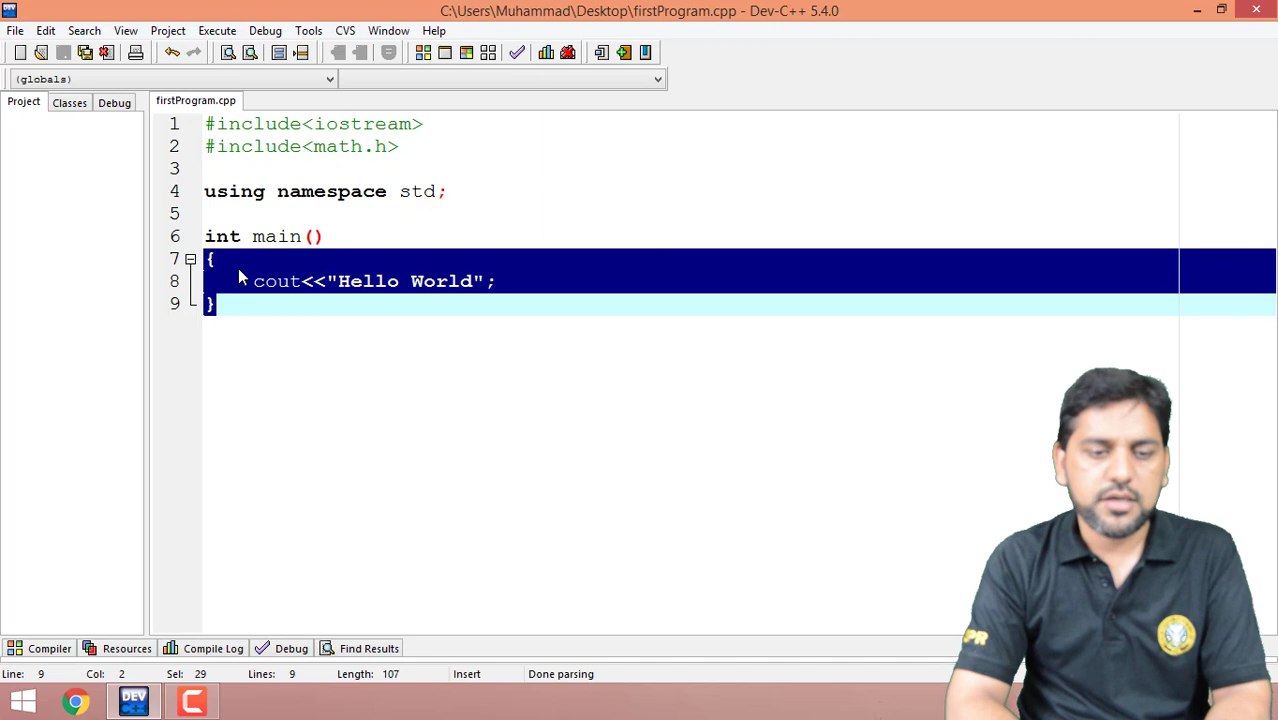 C:\Users\Muhammad\Desktop\firstProgram.cpp - Dev-C++ 5.4.0
File Edit Search View Project Execute Debug Tools CVS Window Help
(globals)
Project Classes Debug
firstProgram.cpp
1 #include<iostream>
2 #include<math.h>
3
4 using namespace std;
5
6 int main()
7 {
8 cout<<"Hello World";
9 }
PR
Compiler Resources Compile Log Debug Find Results
Line: 9 Col: 2 Sel: 29 Lines: 9 Length: 107 Insert Done parsing
DEV C++